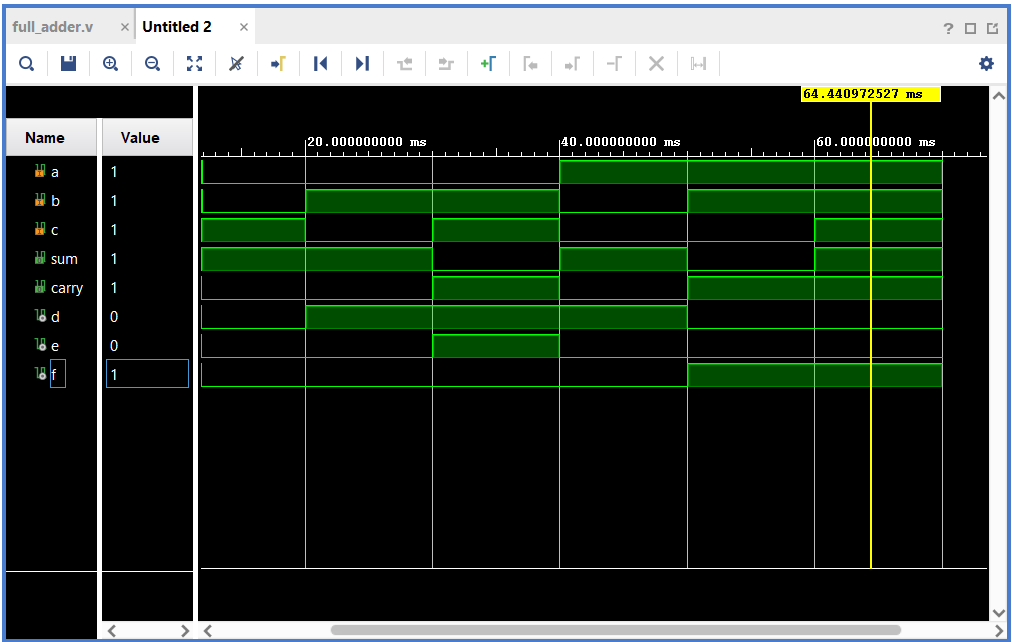 full_adder.v × Untitled 2 × ?
64.440972527 ms
Name Value 20.000000000 ms 40.000000000 ms 60.000000000 ms
a 1
b 1
c 1
sum 1
carry 1
d 0
e 0
f 1